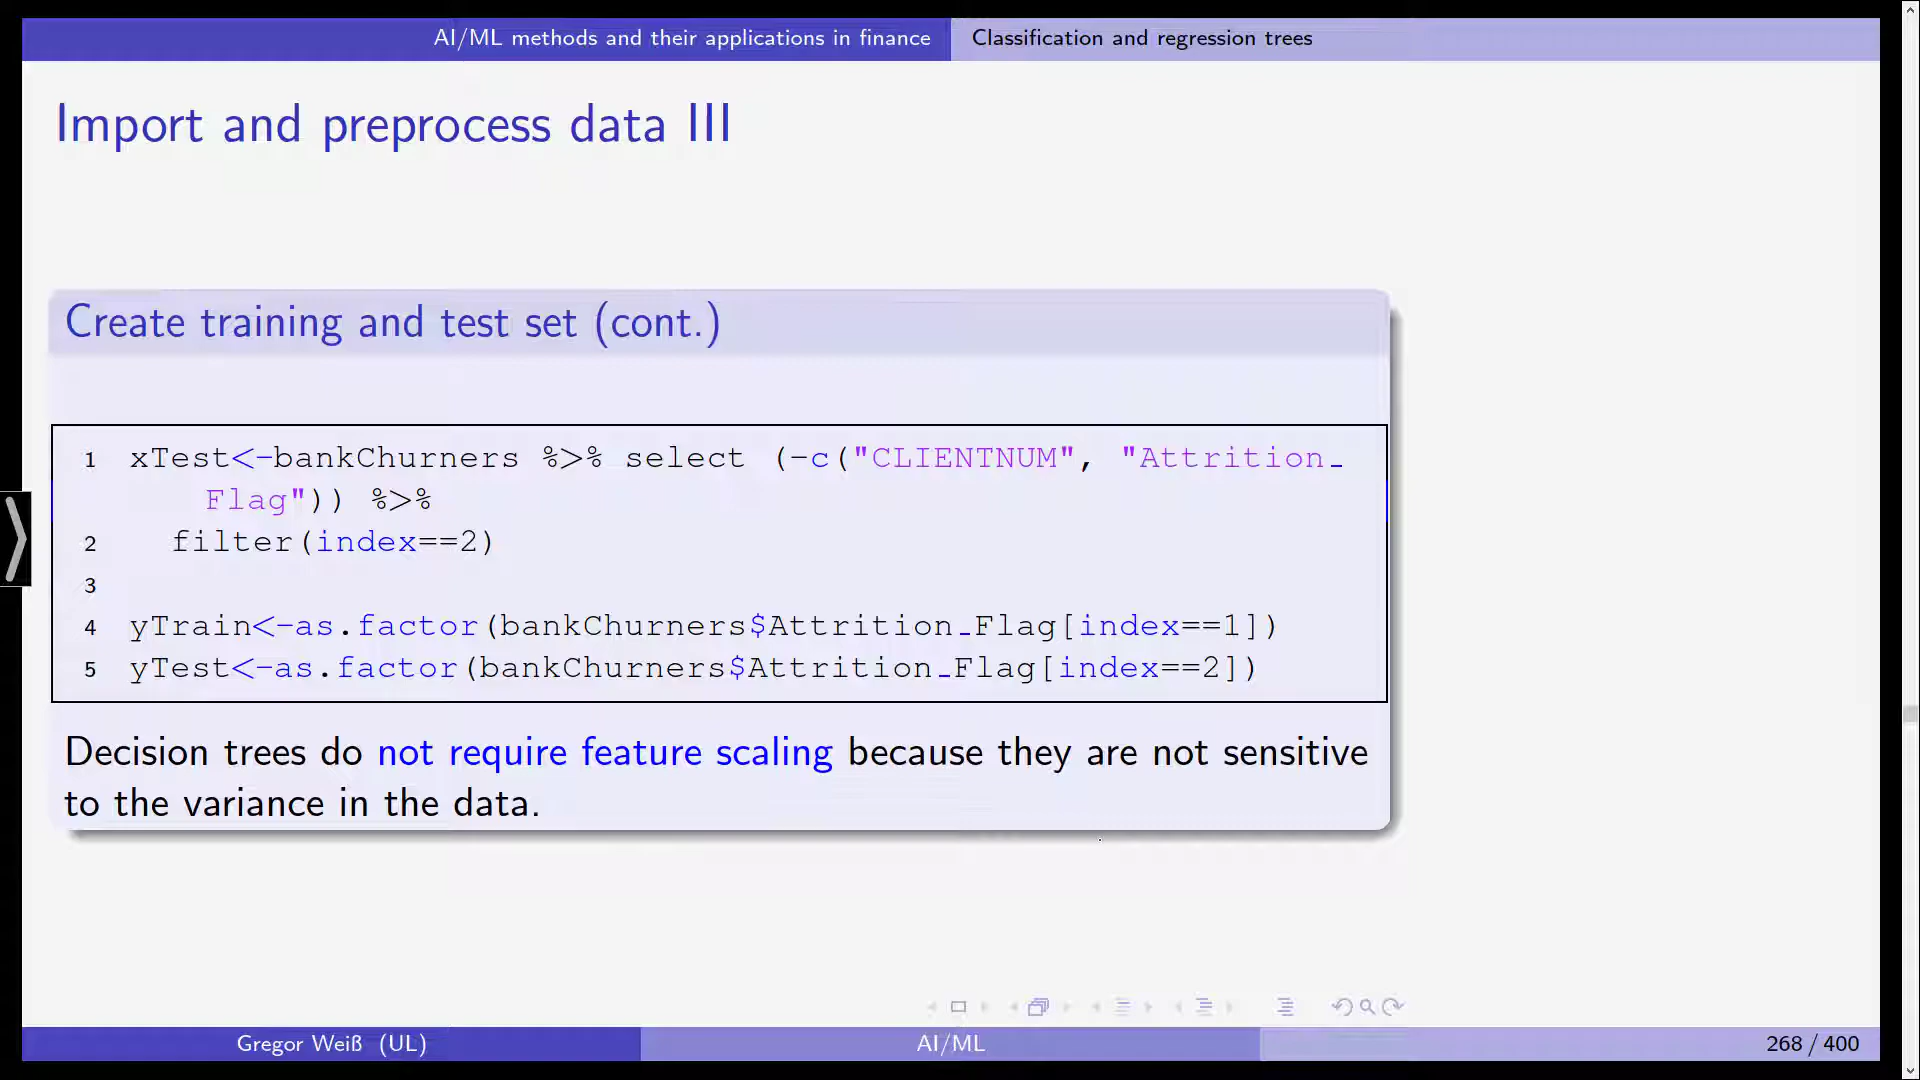 AI/ML methods and their applications in finance
Classification and regression trees
Import and preprocess data III
Create training and test set (cont.)
1 xTest<-bankChurners %>% select (-c("CLIENTNUM", "Attrition_
Flag")) %>%
2 filter(index==2)
3
4 yTrain<-as.factor(bankChurners$Attrition_Flag[index==1])
5 yTest<-as.factor(bankChurners$Attrition_Flag[index==2])
Decision trees do not require feature scaling because they are not sensitive
to the variance in the data.
Gregor Weiß (UL)
AI/ML
268 / 400